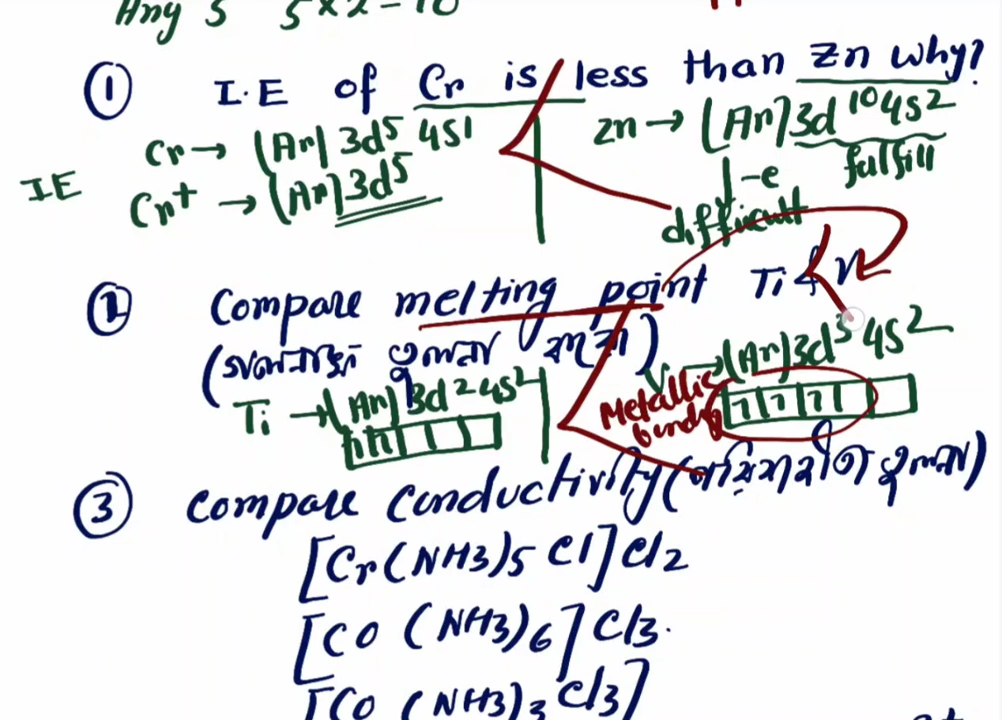 Any 5 5×2=10
① I.E of Cr is less than Zn why?
Cr → [Ar] 3d⁵ 4s¹
Zn → [Ar] 3d¹⁰ 4s²
fulfill
IE Cr⁺ → [Ar] 3d⁵
-e
difficult
② Compare melting point Ti & V
V → [Ar] 3d³ 4s²
Ti → [Ar] 3d² 4s²
Metallic
③ Compare Conductivity
[Cr(NH3)5 Cl]Cl2
[CO (NH3)6]Cl3.
[Co (NH3)3 Cl3]